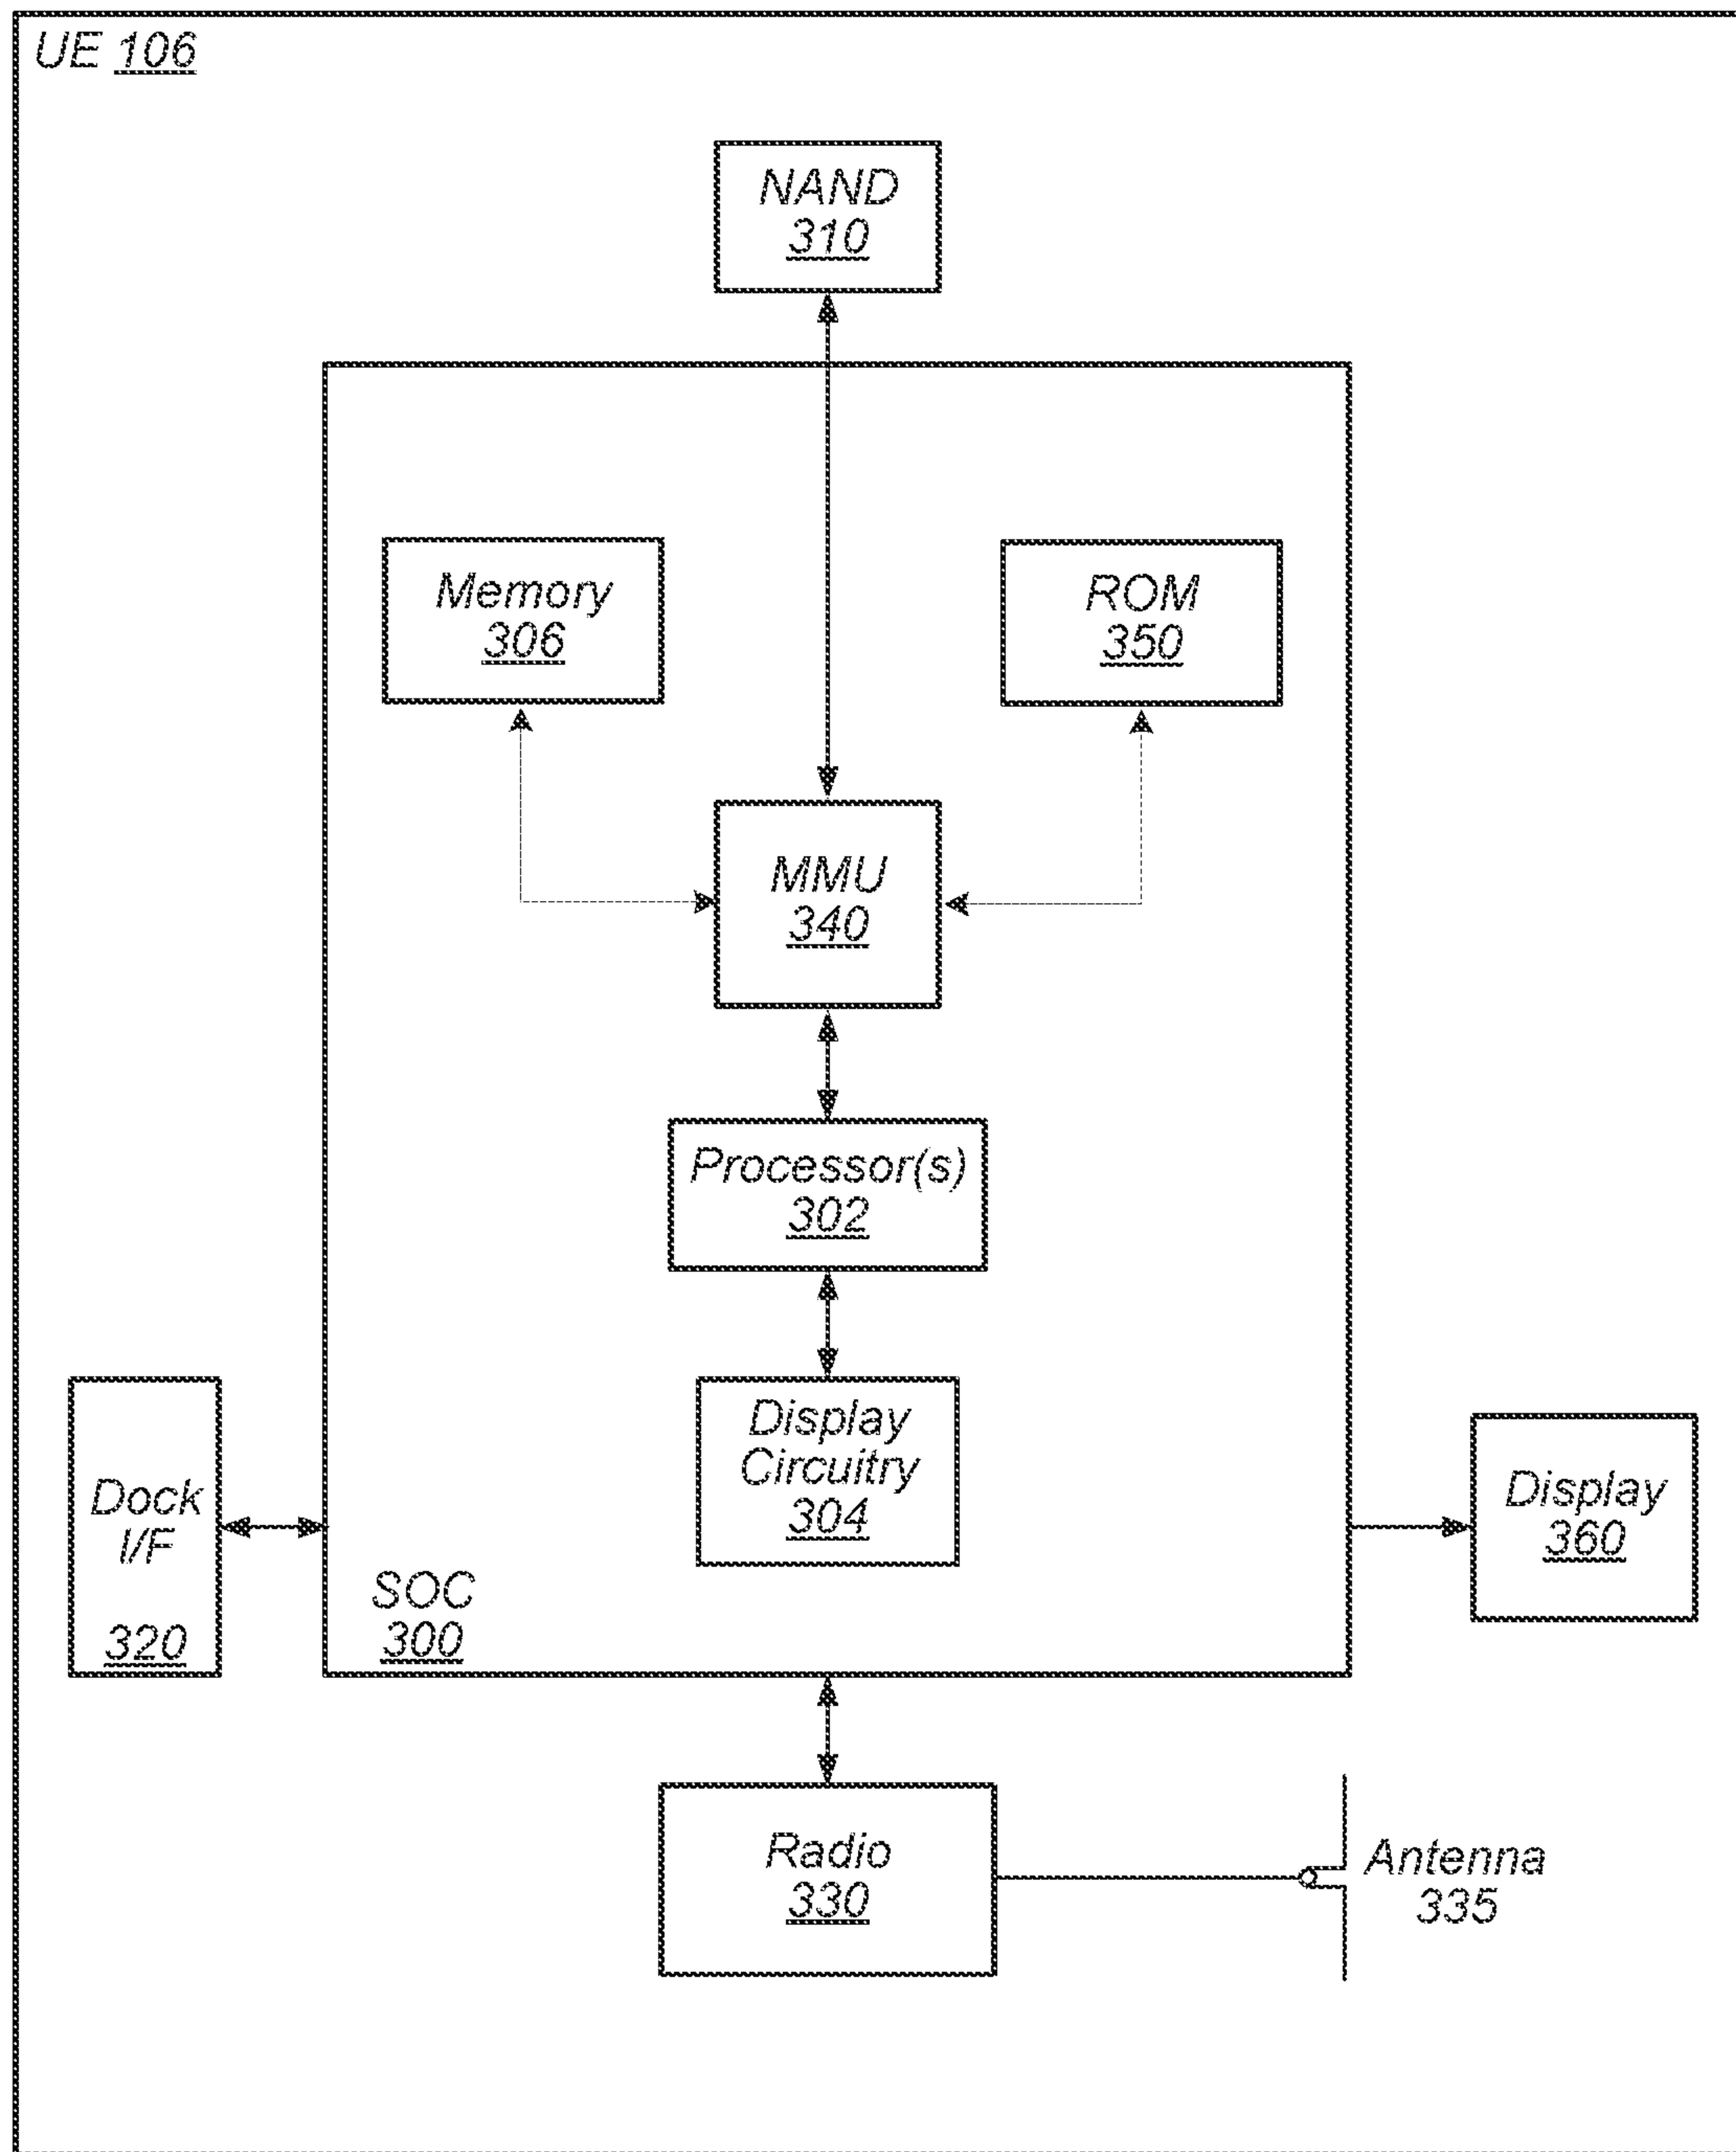 UE 106
NAND
310
Memory
306
ROM
350
MMU
340
Processor(s)
302
Display
Circuitry
304
Dock
I/F
320
SOC
300
Display
360
Radio
330
Antenna
335